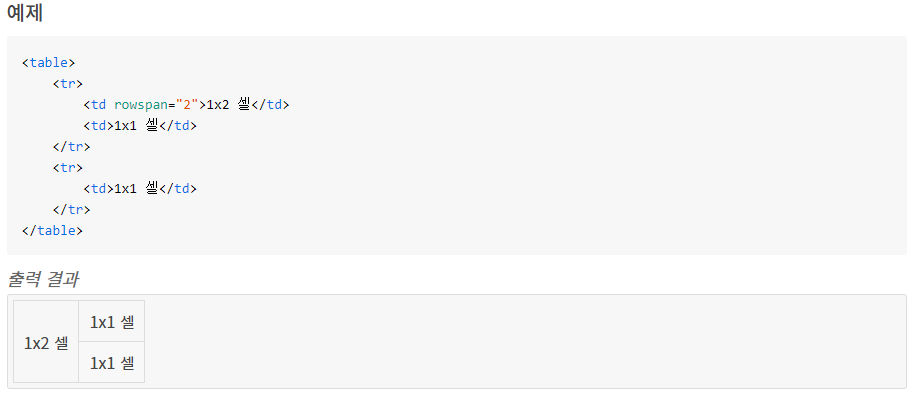 예제
<table>
<tr>
<td rowspan="2">1x2 셀</td>
<td>1x1 셀</td>
</tr>
<tr>
<td>1x1 셀</td>
</tr>
</table>
출력 결과
1x2 셀
1x1 셀
1x1 셀